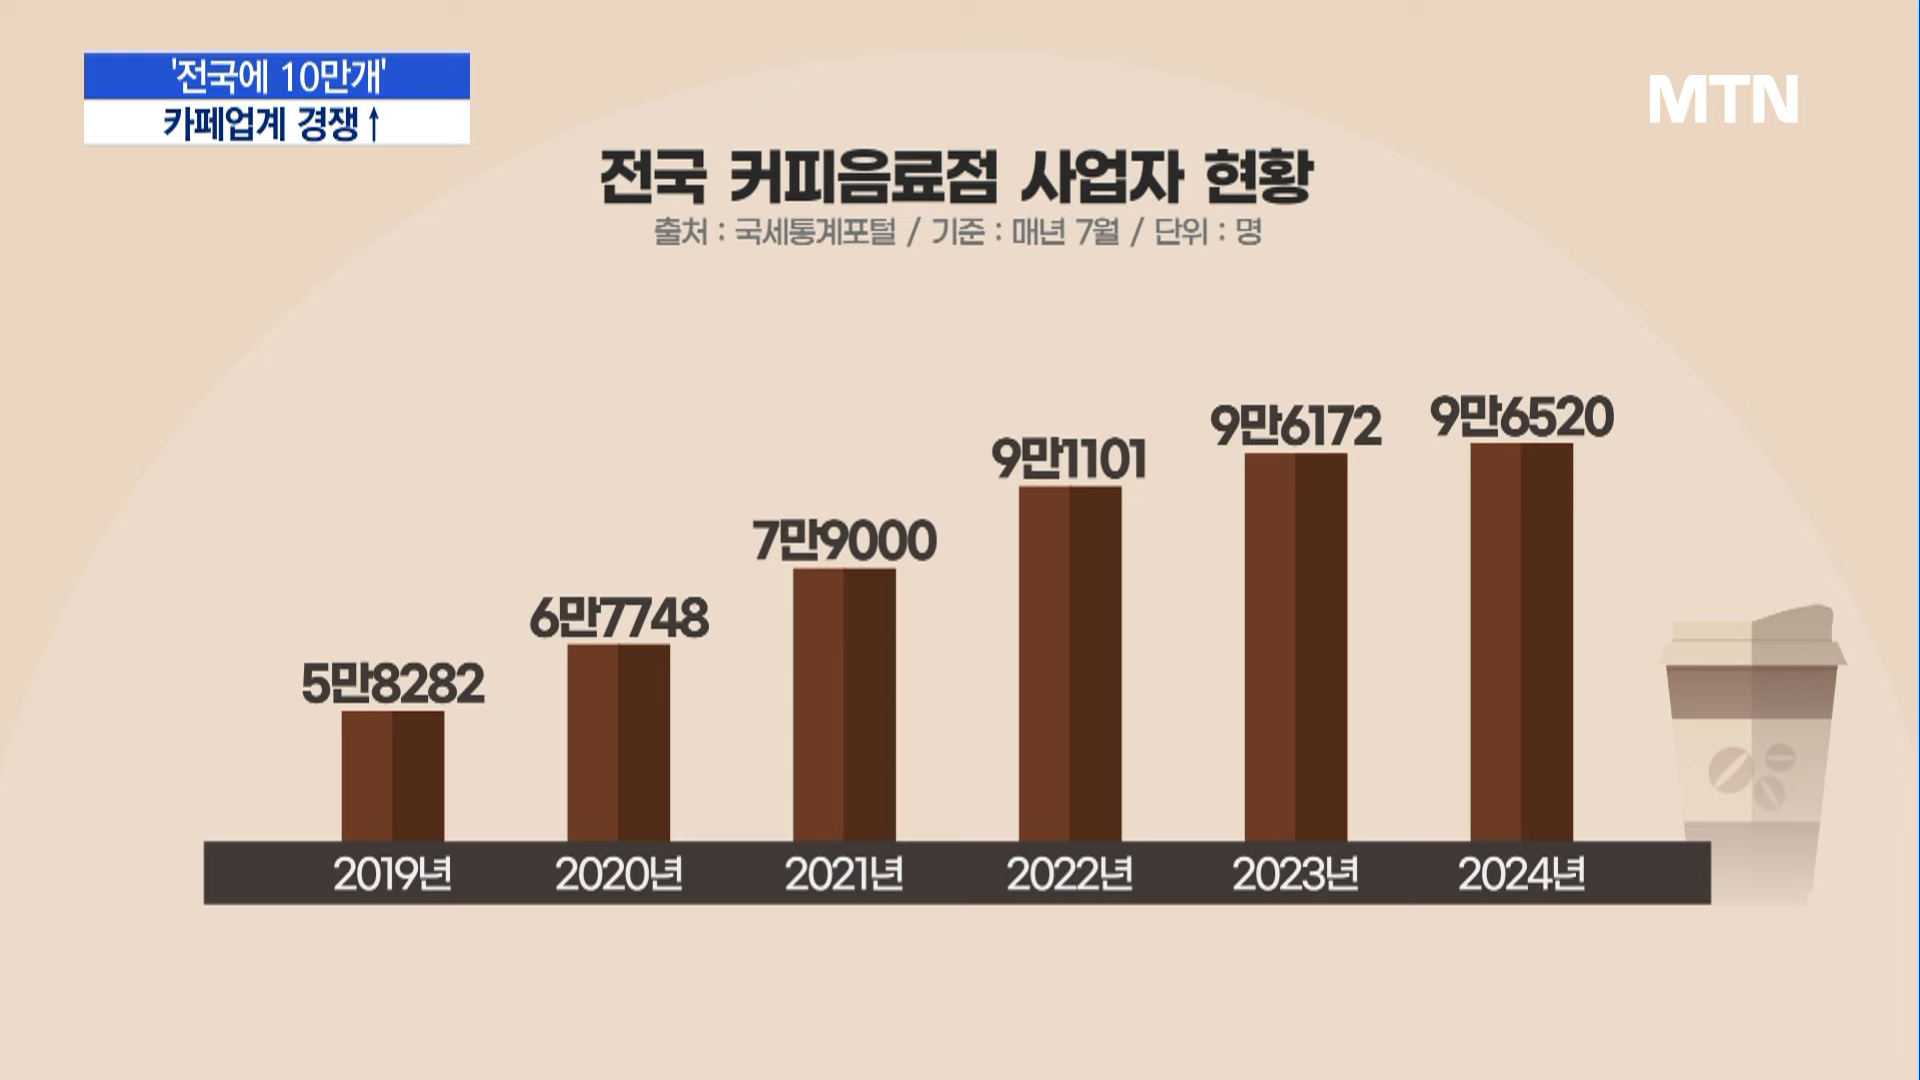 '전국에 10만개'
카페업계 경쟁↑
MTN
전국 커피음료점 사업자 현황
출처 : 국세통계포털 / 기준 : 매년 7월 / 단위 : 명
5만8282
6만7748
7만9000
9만1101
9만6172
9만6520
2019년
2020년
2021년
2022년
2023년
2024년